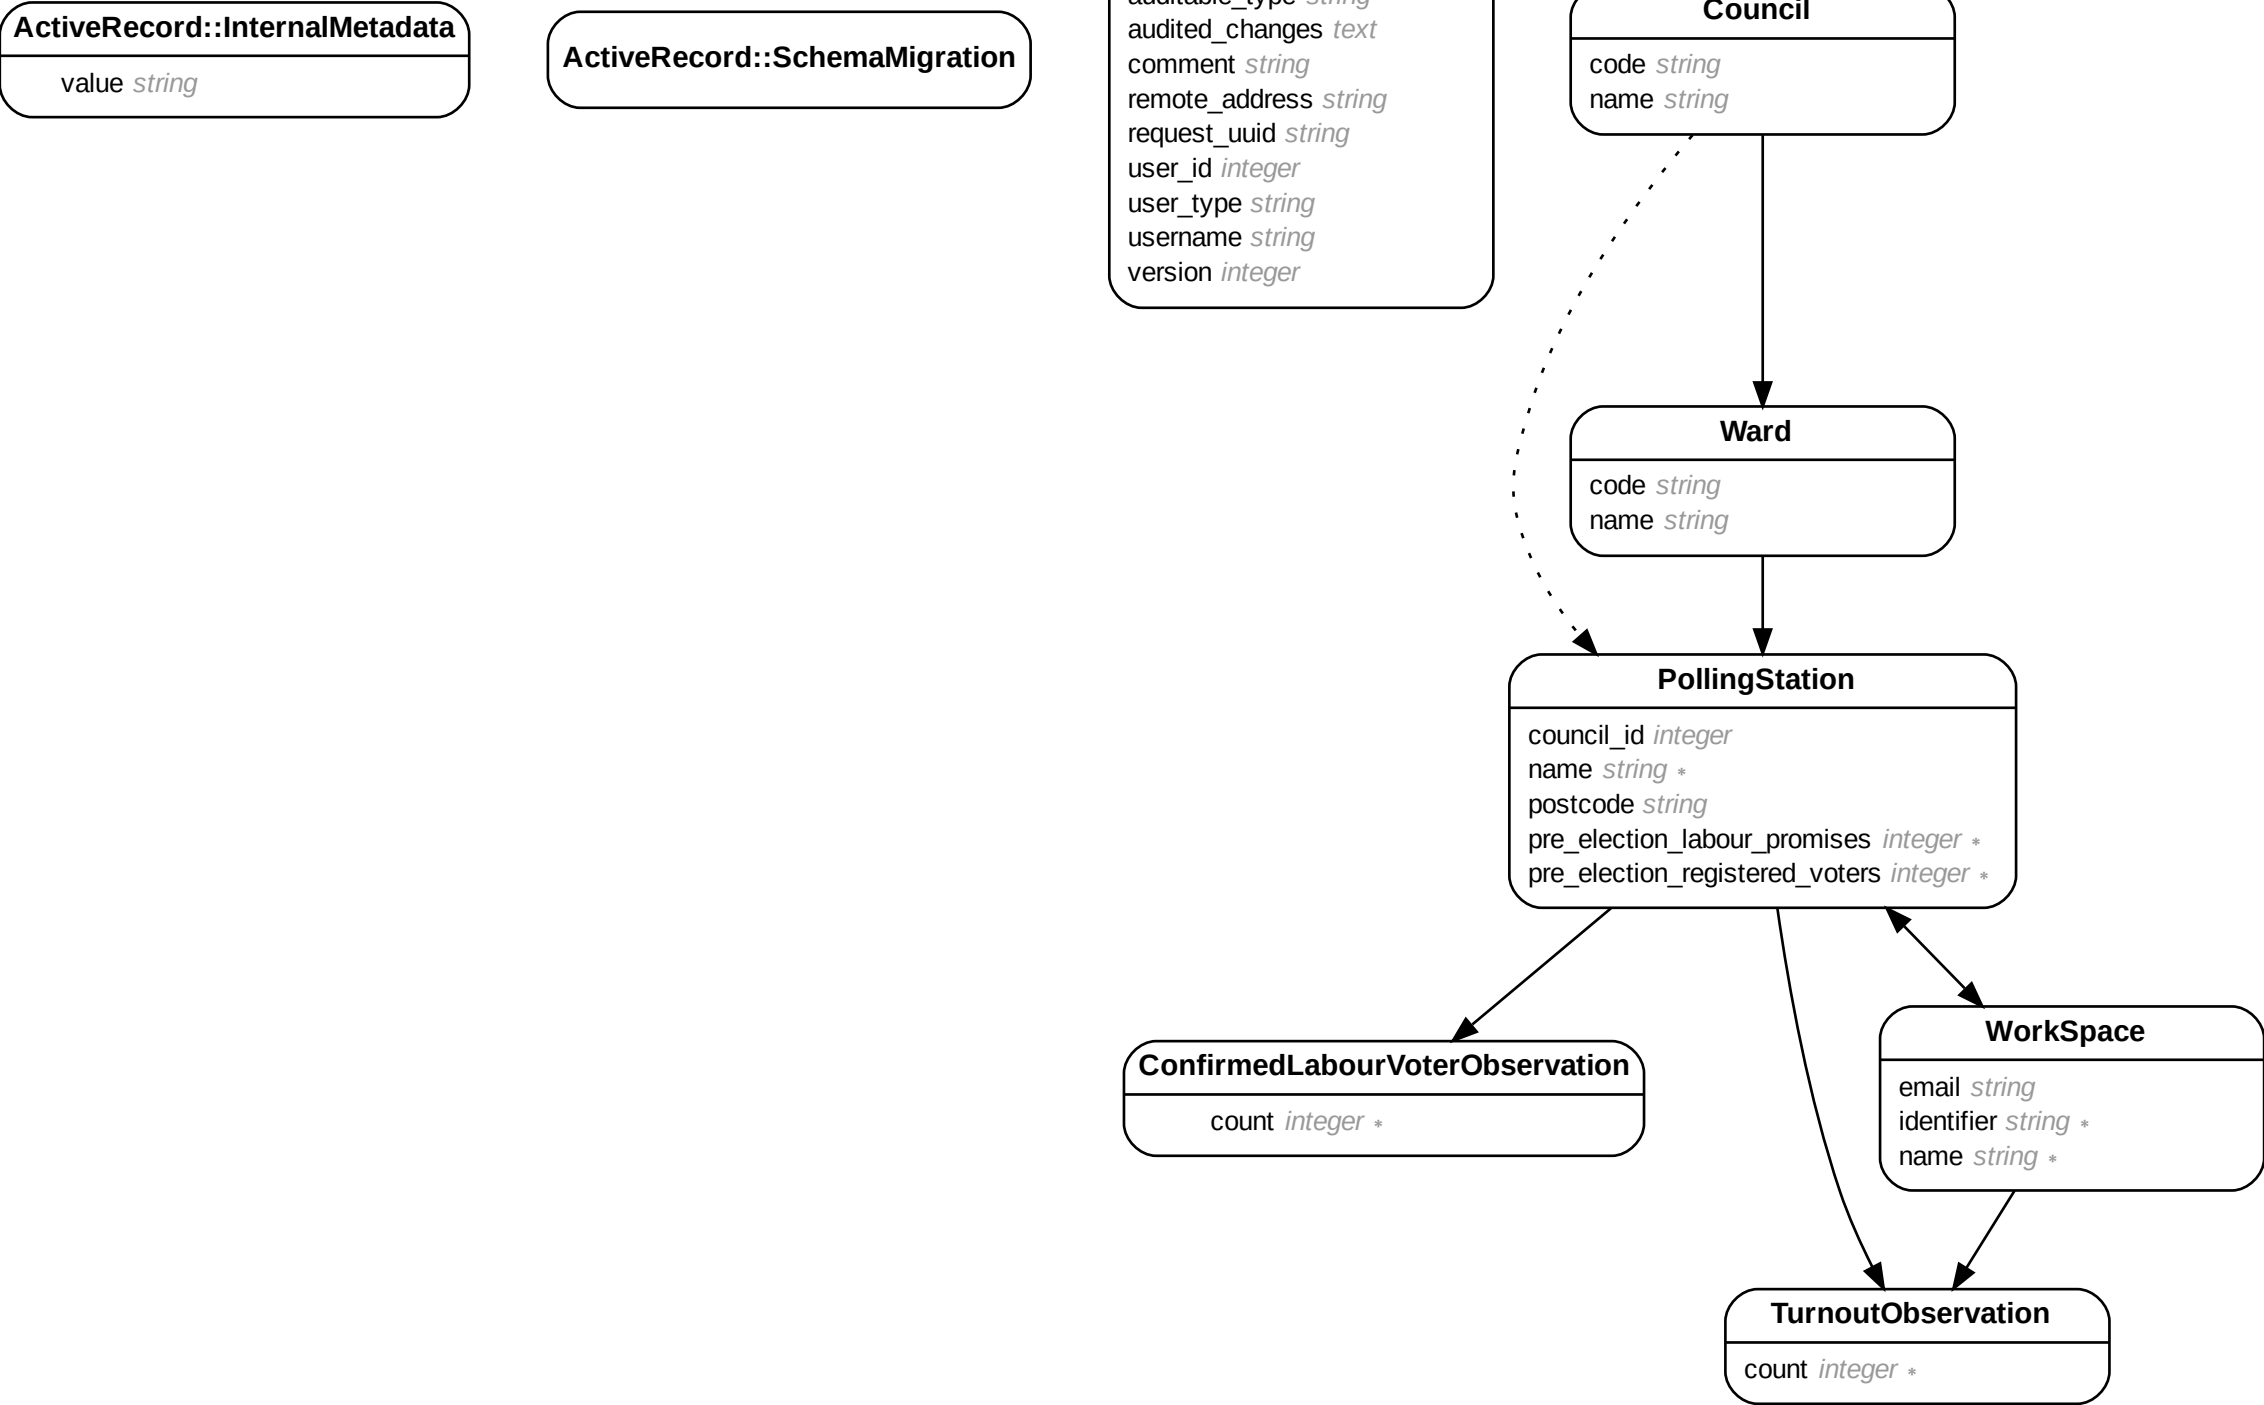 ActiveRecord::InternalMetadata
value string
ActiveRecord::SchemaMigration
auditable_type string
audited_changes text
comment string
remote_address string
request_uuid string
user_id integer
user_type string
username string
version integer
Council
code string
name string
Ward
code string
name string
PollingStation
council_id integer
name string *
postcode string
pre_election_labour_promises integer *
pre_election_registered_voters integer *
ConfirmedLabourVoterObservation
count integer *
WorkSpace
email string
identifier string *
name string *
TurnoutObservation
count integer *